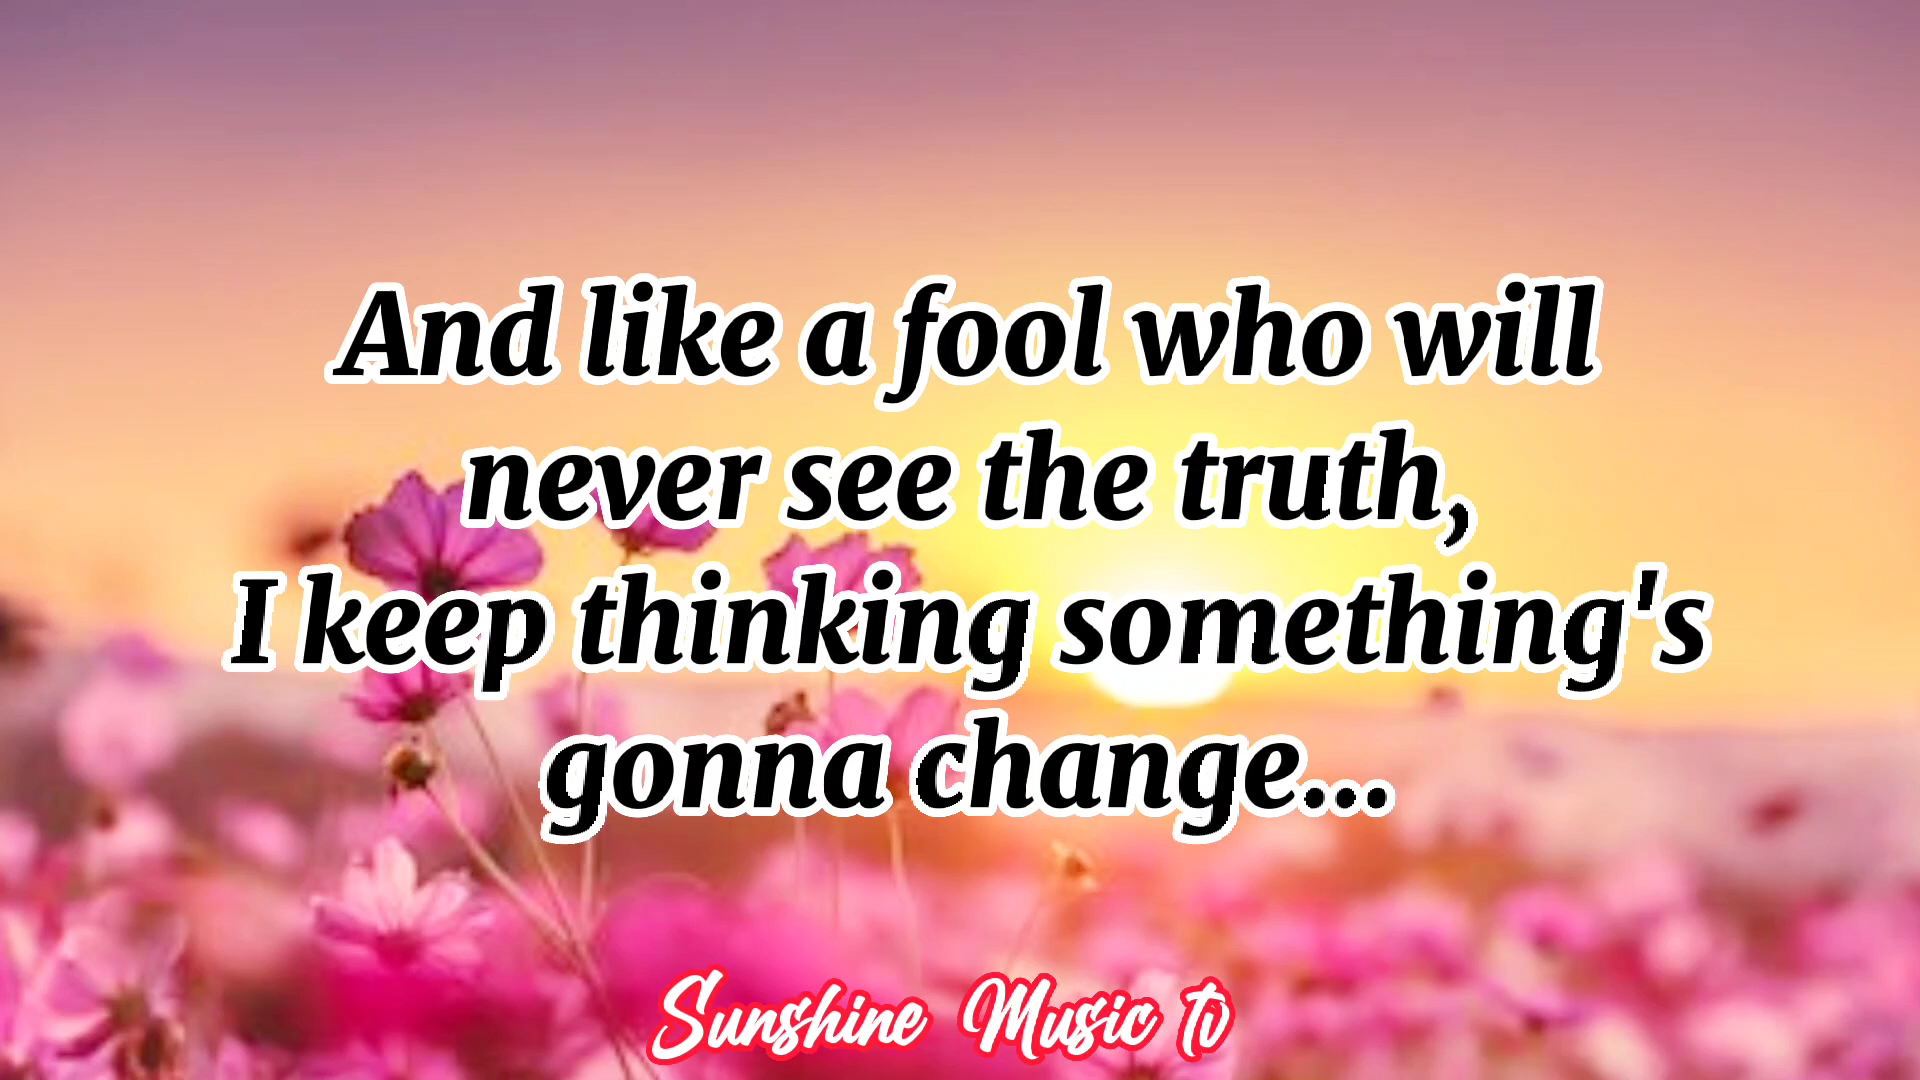 And like a fool who will
never see the truth,
I keep thinking something's
gonna change...
Sunshine Music tv